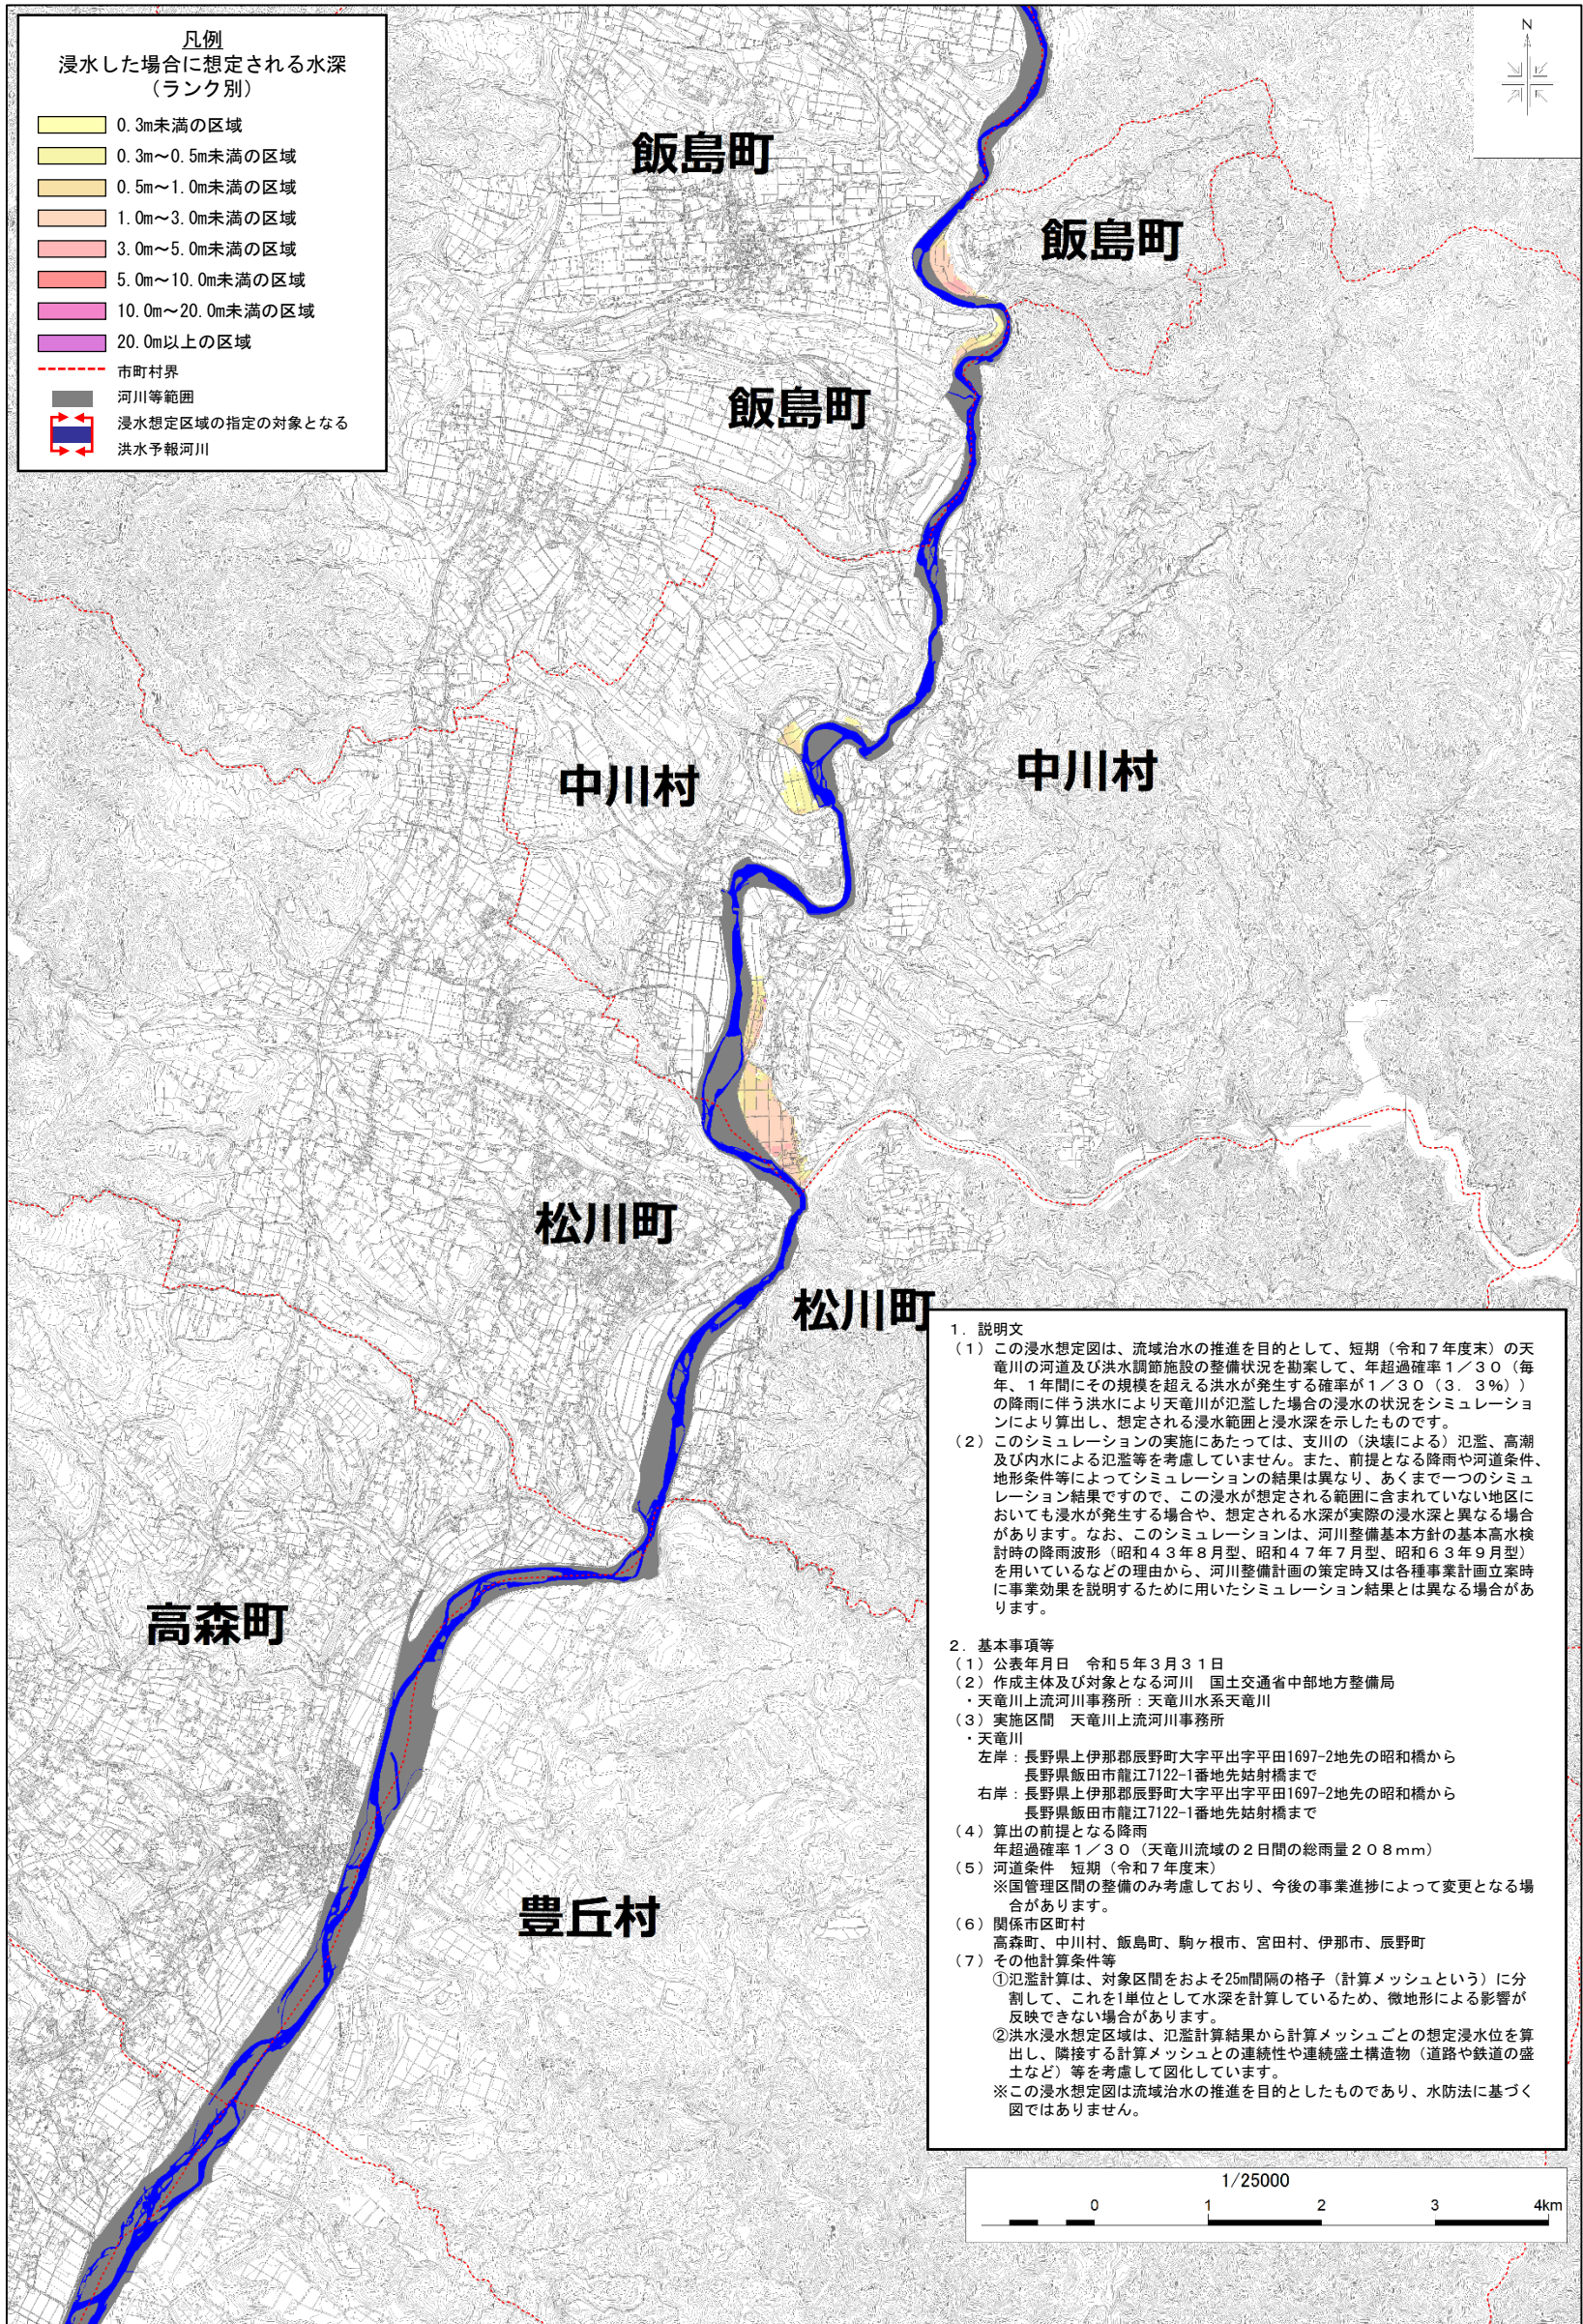 凡例
浸水した場合に想定される水深
（ランク別）
0.3m未満の区域
0.3m～0.5m未満の区域
0.5m～1.0m未満の区域
1.0m～3.0m未満の区域
3.0m～5.0m未満の区域
5.0m～10.0m未満の区域
10.0m～20.0m未満の区域
20.0m以上の区域
市町村界
河川等範囲
浸水想定区域の指定の対象となる
洪水予報河川
N
飯島町
飯島町
飯島町
中川村
中川村
松川町
松川町
高森町
豊丘村
１．説明文
（１）この浸水想定図は、流域治水の推進を目的として、短期（令和７年度末）の天
竜川の河道及び洪水調節施設の整備状況を勘案して、年超過確率１／３０（毎
年、１年間にその規模を超える洪水が発生する確率が１／３０（３．３%））
の降雨に伴う洪水により天竜川が氾濫した場合の浸水の状況をシミュレーショ
ンにより算出し、想定される浸水範囲と浸水深を示したものです。
（２）このシミュレーションの実施にあたっては、支川の（決壊による）氾濫、高潮
及び内水による氾濫等を考慮していません。また、前提となる降雨や河道条件、
地形条件等によってシミュレーションの結果は異なり、あくまで一つのシミュ
レーション結果ですので、この浸水が想定される範囲に含まれていない地区に
おいても浸水が発生する場合や、想定される水深が実際の浸水深と異なる場合
があります。なお、このシミュレーションは、河川整備基本方針の基本高水検
討時の降雨波形（昭和４３年８月型、昭和４７年７月型、昭和６３年９月型）
を用いているなどの理由から、河川整備計画の策定時又は各種事業計画立案時
に事業効果を説明するために用いたシミュレーション結果とは異なる場合があ
ります。
２．基本事項等
（１）公表年月日　令和５年３月３１日
（２）作成主体及び対象となる河川　国土交通省中部地方整備局
・天竜川上流河川事務所：天竜川水系天竜川
（３）実施区間　天竜川上流河川事務所
・天竜川
左岸：長野県上伊那郡辰野町大字平出字平田1697-2地先の昭和橋から
長野県飯田市龍江7122-1番地先姑射橋まで
右岸：長野県上伊那郡辰野町大字平出字平田1697-2地先の昭和橋から
長野県飯田市龍江7122-1番地先姑射橋まで
（４）算出の前提となる降雨
年超過確率１／３０（天竜川流域の２日間の総雨量２０８mm）
（５）河道条件　短期（令和７年度末）
※国管理区間の整備のみ考慮しており、今後の事業進捗によって変更となる場
合があります。
（６）関係市区町村
高森町、中川村、飯島町、駒ヶ根市、宮田村、伊那市、辰野町
（７）その他計算条件等
①氾濫計算は、対象区間をおよそ25m間隔の格子（計算メッシュという）に分
割して、これを1単位として水深を計算しているため、微地形による影響が
反映できない場合があります。
②洪水浸水想定区域は、氾濫計算結果から計算メッシュごとの想定浸水位を算
出し、隣接する計算メッシュとの連続性や連続盛土構造物（道路や鉄道の盛
土など）等を考慮して図化しています。
※この浸水想定図は流域治水の推進を目的としたものであり、水防法に基づく
図ではありません。
1/25000
0 1 2 3 4km